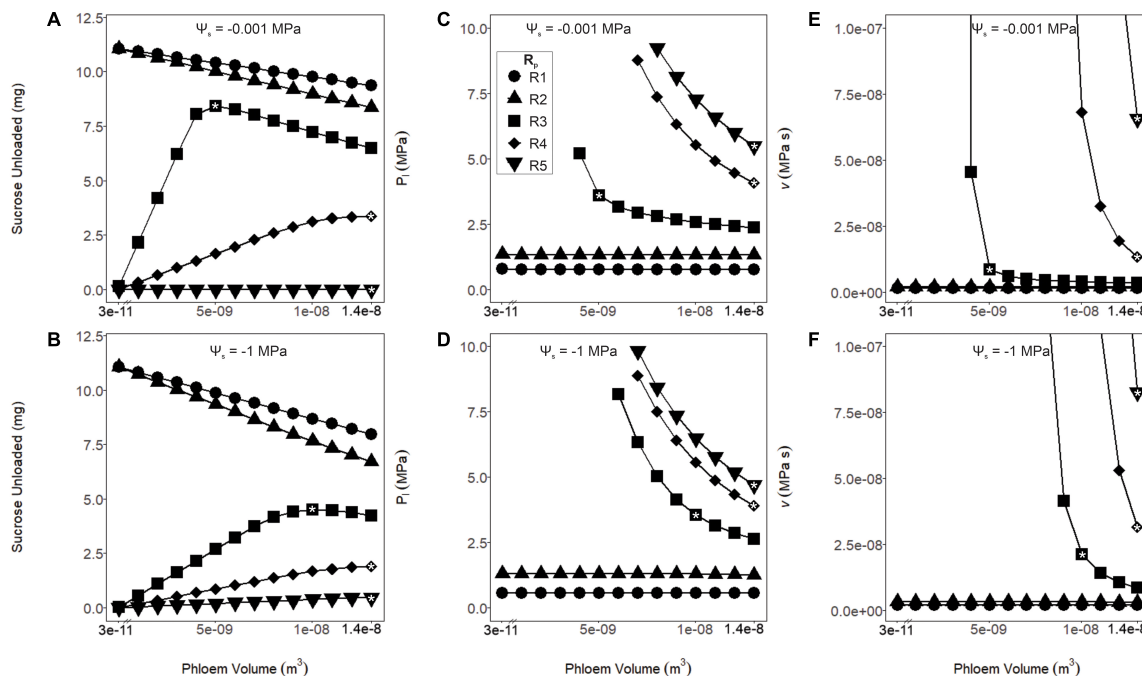 A
Ψs = -0.001 MPa
12.5
10.0
7.5
5.0
2.5
0.0
Sucrose Unloaded (mg)
3e-11
5e-09
1e-08
1.4e-8
C
Ψs = -0.001 MPa
10.0
7.5
5.0
2.5
0.0
Pl (MPa)
Rp
R1
R2
R3
R4
R5
3e-11
5e-09
1e-08
1.4e-8
E
Ψs = -0.001 MPa
1.0e-07
7.5e-08
5.0e-08
2.5e-08
0.0e+00
v (MPa s)
3e-11
5e-09
1e-08
1.4e-8
B
Ψs = -1 MPa
12.5
10.0
7.5
5.0
2.5
0.0
Sucrose Unloaded (mg)
3e-11
5e-09
1e-08
1.4e-8
Phloem Volume (m³)
D
Ψs = -1 MPa
10.0
7.5
5.0
2.5
0.0
Pl (MPa)
3e-11
5e-09
1e-08
1.4e-8
Phloem Volume (m³)
F
Ψs = -1 MPa
1.0e-07
7.5e-08
5.0e-08
2.5e-08
0.0e+00
v (MPa s)
3e-11
5e-09
1e-08
1.4e-8
Phloem Volume (m³)